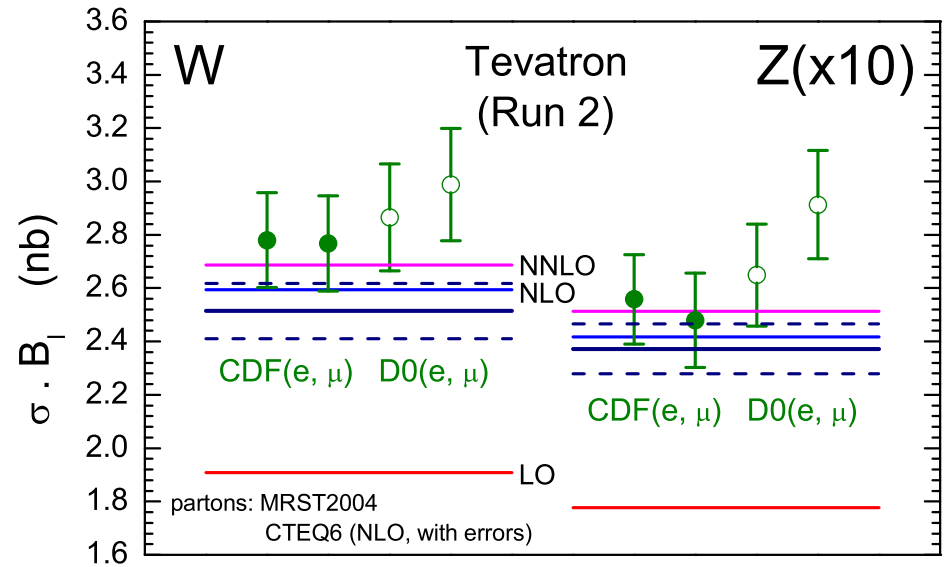 3.6
3.4
3.2
3.0
2.8
2.6
2.4
2.2
2.0
1.8
1.6
σ . Bl (nb)
W
Tevatron
(Run 2)
Z(x10)
NNLO
NLO
CDF(e, μ) D0(e, μ)
CDF(e, μ) D0(e, μ)
LO
partons: MRST2004
CTEQ6 (NLO, with errors)